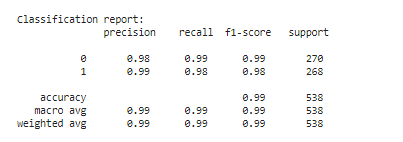 Classification report:
precision recall f1-score support
0 0.98 0.99 0.99 270
1 0.99 0.98 0.98 268
accuracy 0.99 538
macro avg 0.99 0.99 0.99 538
weighted avg 0.99 0.99 0.99 538